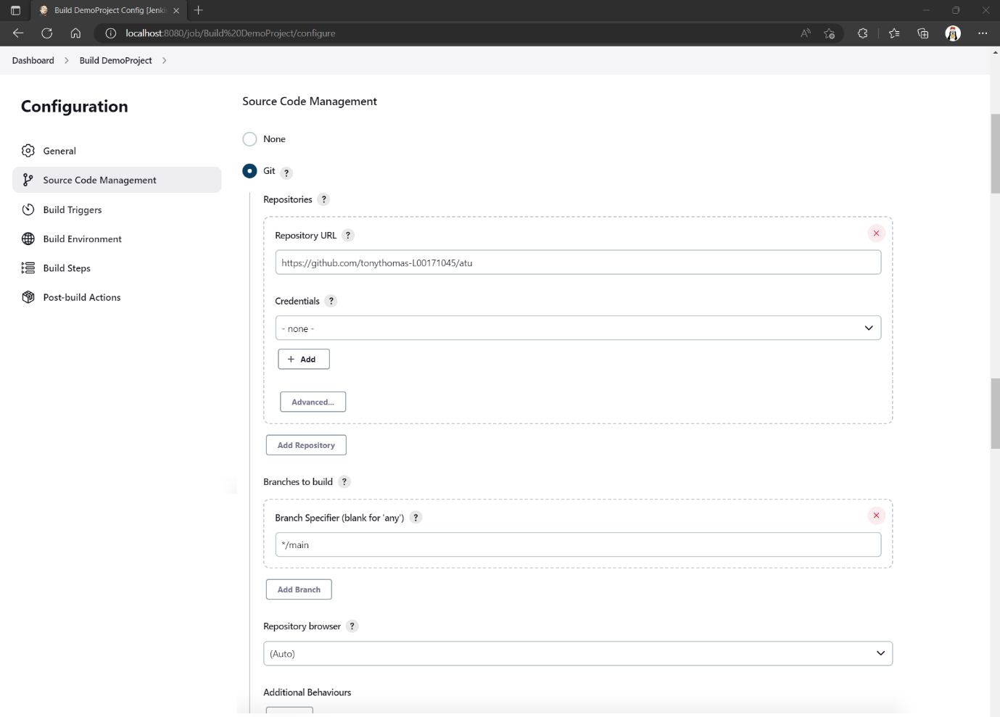 Build DemoProject Config [Jenki
localhost:8080/job/Build%20DemoProject/configure
Dashboard > Build DemoProject >
Configuration
General
Source Code Management
Build Triggers
Build Environment
Build Steps
Post-build Actions
Source Code Management
None
Git ?
Repositories ?
Repository URL ?
https://github.com/tonythomas-L00171045/atu
Credentials ?
- none -
+ Add
Advanced...
Add Repository
Branches to build ?
Branch Specifier (blank for 'any') ?
*/main
Add Branch
Repository browser ?
(Auto)
Additional Behaviours